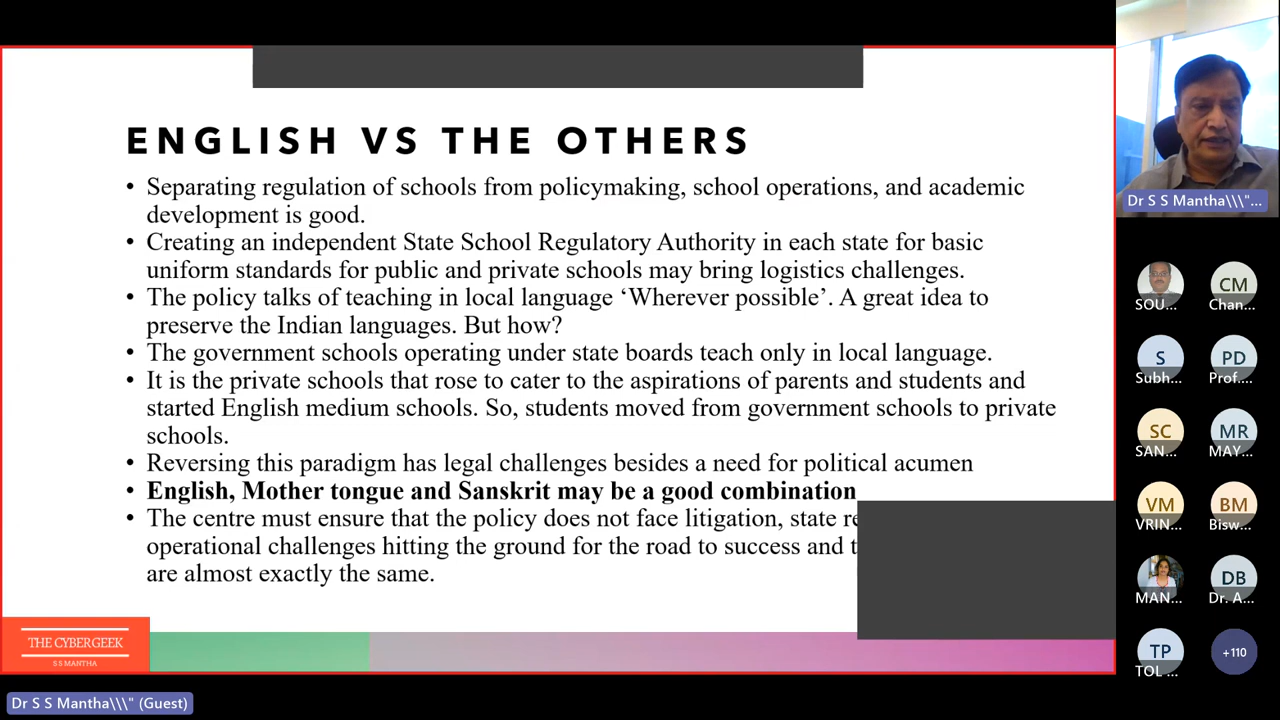 ENGLISH VS THE OTHERS
• Separating regulation of schools from policymaking, school operations, and academic
development is good.
• Creating an independent State School Regulatory Authority in each state for basic
uniform standards for public and private schools may bring logistics challenges.
• The policy talks of teaching in local language ‘Wherever possible’. A great idea to
preserve the Indian languages. But how?
• The government schools operating under state boards teach only in local language.
• It is the private schools that rose to cater to the aspirations of parents and students and
started English medium schools. So, students moved from government schools to private
schools.
• Reversing this paradigm has legal challenges besides a need for political acumen
• English, Mother tongue and Sanskrit may be a good combination
• The centre must ensure that the policy does not face litigation, state re
operational challenges hitting the ground for the road to success and t
are almost exactly the same.
THE CYBERGEEK
S S MANTHA
Dr S S Mantha\\\" (Guest)
Dr S S Mantha\\\"...
SOU...
CM
Chan...
S
Subh...
PD
Prof....
SC
SAN...
MR
MAY...
VM
VRIN...
BM
Bisw...
MAN...
DB
Dr. A...
TP
TOL ...
+110